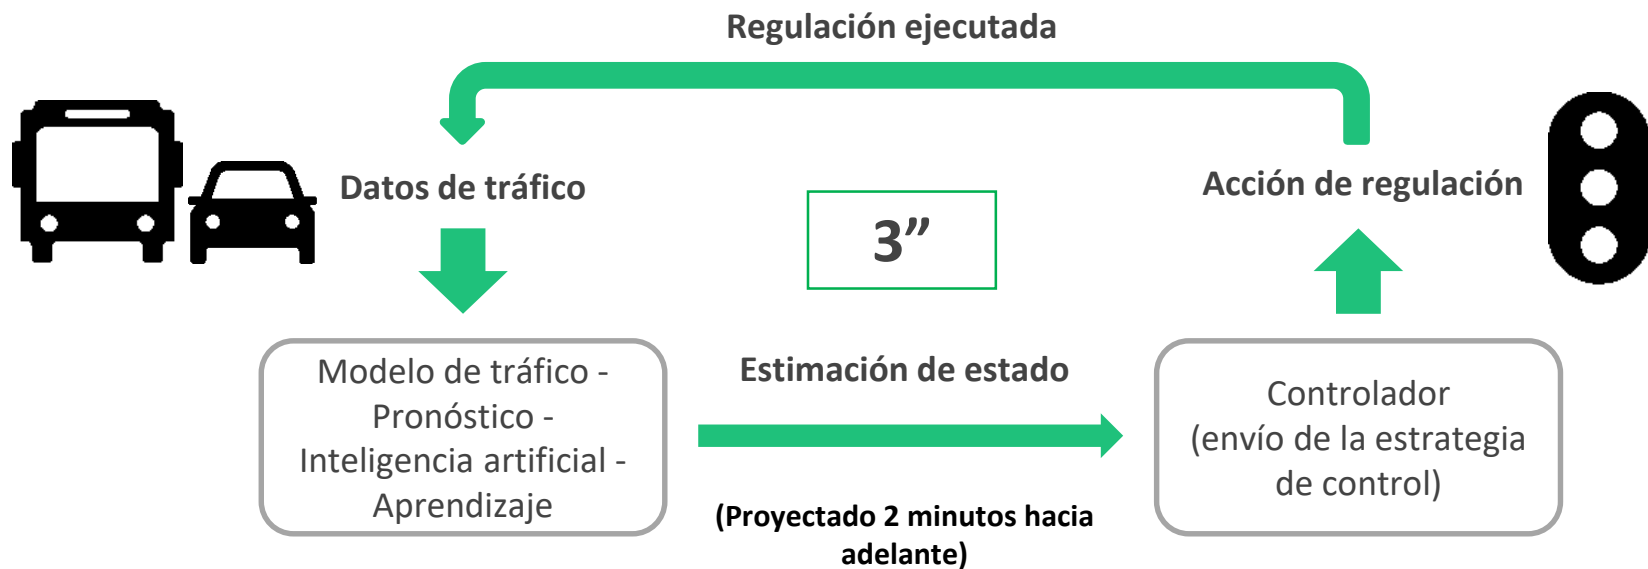 Regulación ejecutada
Datos de tráfico
Acción de regulación
3”
Modelo de tráfico -
Pronóstico -
Inteligencia artificial -
Aprendizaje
Estimación de estado
(Proyectado 2 minutos hacia
adelante)
Controlador
(envío de la estrategia
de control)